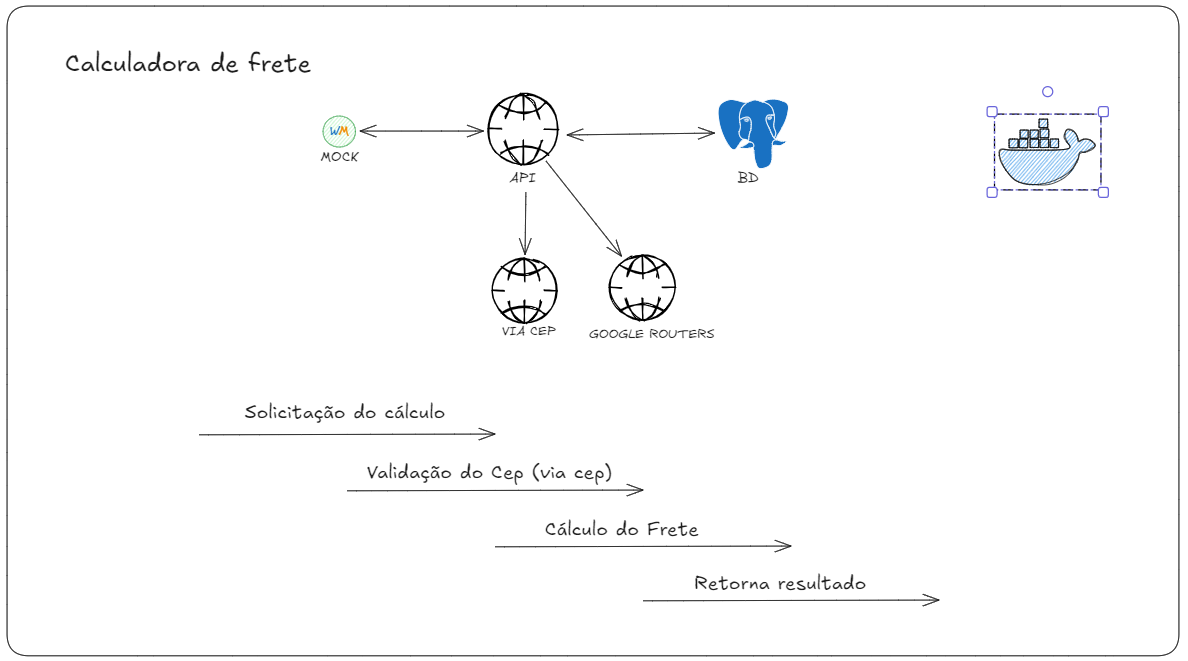 Calculadora de frete
WM
MOCK
API
BD
VIA CEP
GOOGLE ROUTERS
Solicitação do cálculo
Validação do Cep (via cep)
Cálculo do Frete
Retorna resultado